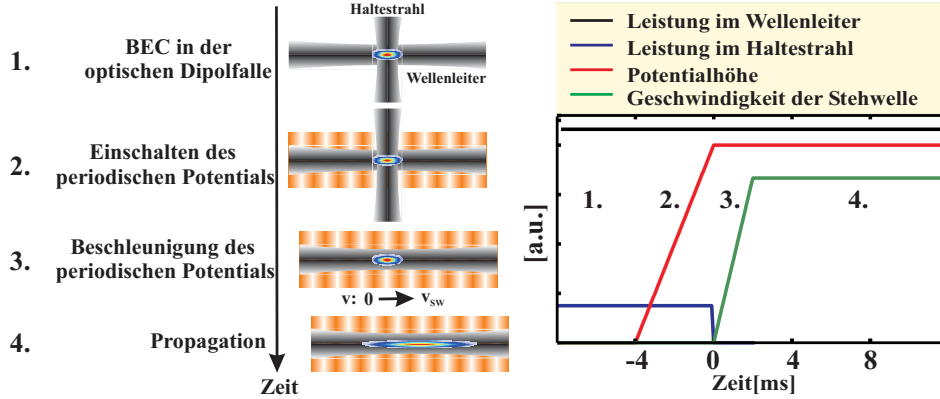 Haltestrahl
1.
BEC in der
optischen Dipolfalle
Wellenleiter
2.
Einschalten des
periodischen Potentials
3.
Beschleunigung des
periodischen Potentials
v: 0 → vsw
4.
Propagation
Zeit
Leistung im Wellenleiter
Leistung im Haltestrahl
Potentialhöhe
Geschwindigkeit der Stehwelle
[a.u.]
1. 2. 3. 4.
-4 0 4 8
Zeit[ms]